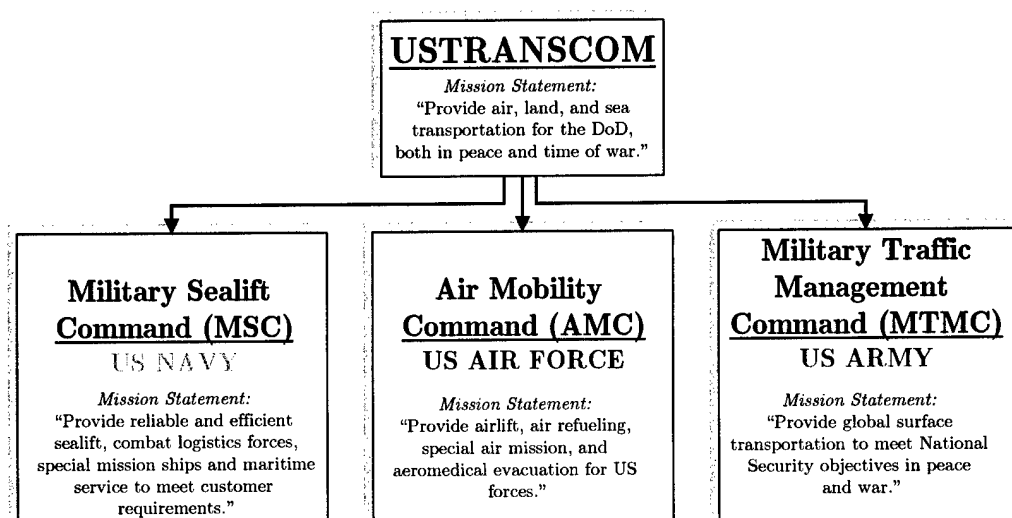 USTRANSCOM
Mission Statement:
“Provide air, land, and sea
transportation for the DoD,
both in peace and time of war.”
Military Sealift
Command (MSC)
US NAVY
Mission Statement:
“Provide reliable and efficient
sealift, combat logistics forces,
special mission ships and maritime
service to meet customer
requirements.”
Air Mobility
Command (AMC)
US AIR FORCE
Mission Statement:
“Provide airlift, air refueling,
special air mission, and
aeromedical evacuation for US
forces.”
Military Traffic
Management
Command (MTMC)
US ARMY
Mission Statement:
“Provide global surface
transportation to meet National
Security objectives in peace
and war.”